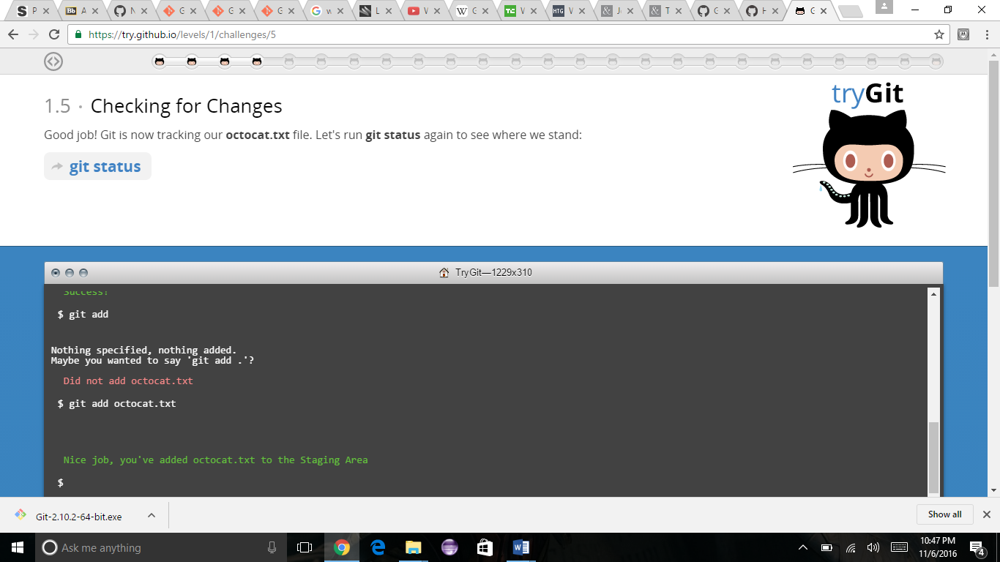 P
A
N
G
G
G
w
L
W
G
W
W
J
T
G
H
G
https://try.github.io/levels/1/challenges/5
1.5 · Checking for Changes
tryGit
Good job! Git is now tracking our octocat.txt file. Let's run git status again to see where we stand:
git status
TryGit—1229x310
Success!
$ git add
Nothing specified, nothing added.
Maybe you wanted to say 'git add .'?
Did not add octocat.txt
$ git add octocat.txt
Nice job, you've added octocat.txt to the Staging Area
$
Git-2.10.2-64-bit.exe
Show all
Ask me anything
10:47 PM
11/6/2016
4